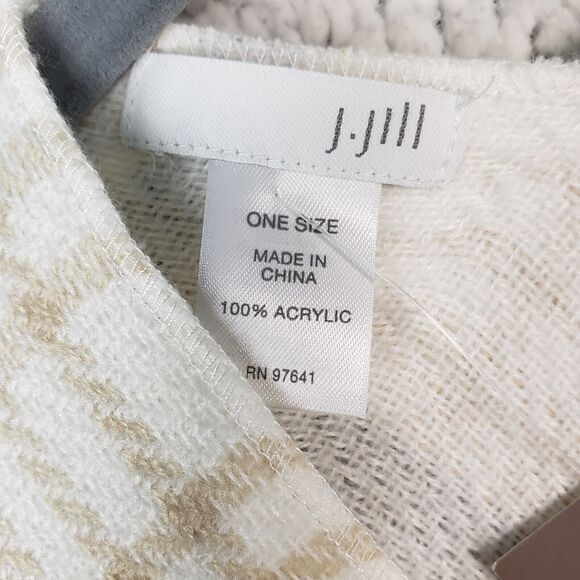 J.Jill
ONE SIZE
MADE IN
CHINA
100% ACRYLIC
RN 97641